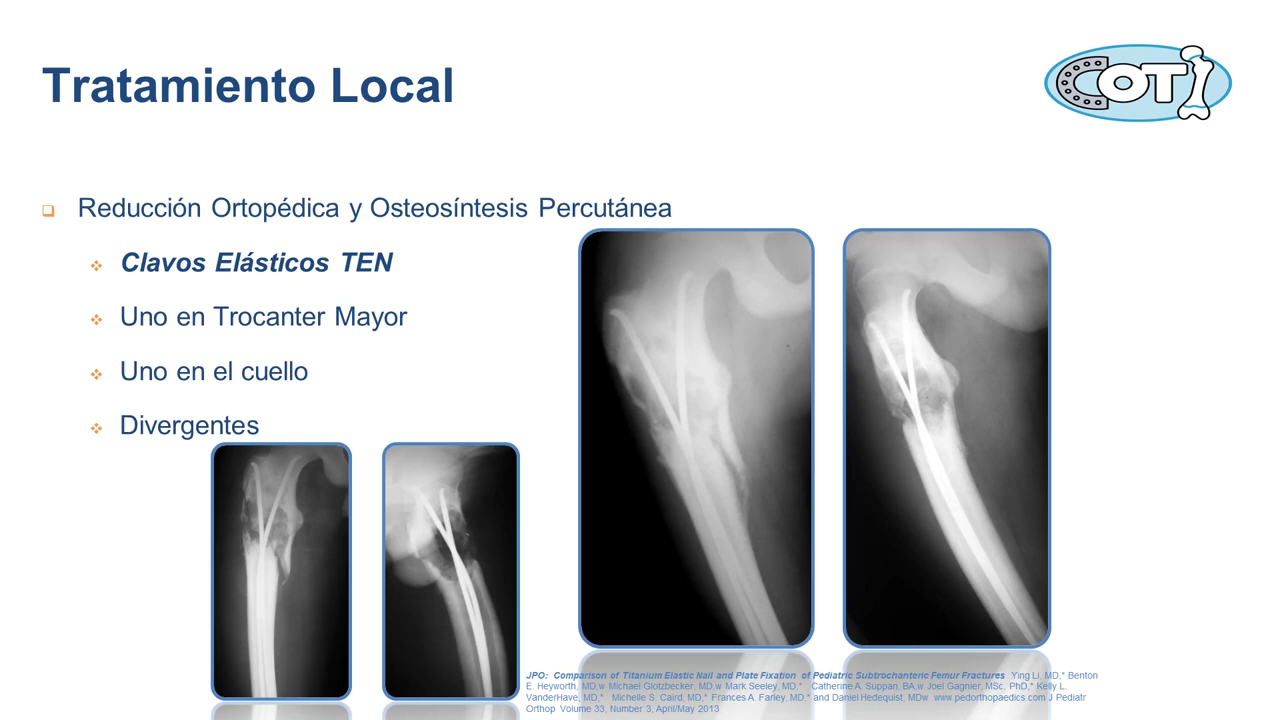 Tratamiento Local
COTI
Reducción Ortopédica y Osteosíntesis Percutánea
Clavos Elásticos TEN
Uno en Trocanter Mayor
Uno en el cuello
Divergentes
JPO: Comparison of Titanium Elastic Nail and Plate Fixation of Pediatric Subtrochanteric Femur Fractures Ying Li, MD,* Benton
E. Heyworth, MD,w Michael Glotzbecker, MD,w Mark Seeley, MD,* Catherine A. Suppan, BA,w Joel Gagnier, MSc, PhD,* Kelly L.
VanderHave, MD,* Michelle S. Caird, MD,* Frances A. Farley, MD,* and Daniel Hedequist, MDw www.pedorthopaedics.com J Pediatr
Orthop Volume 33, Number 3, April/May 2013